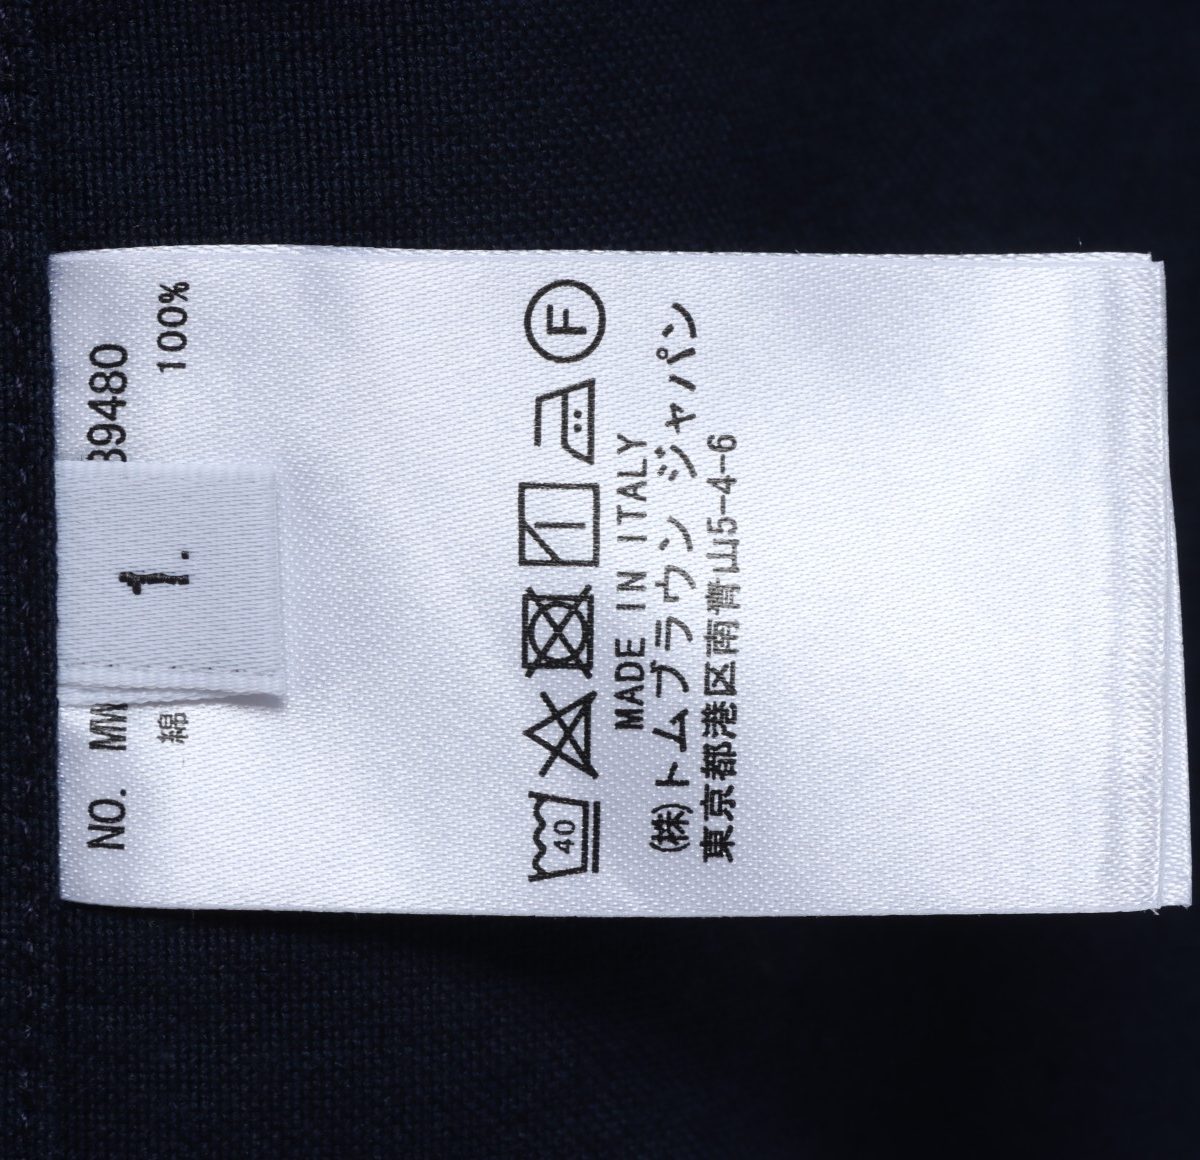 NO. MW 39480
綿 100%
1.
40
F
MADE IN ITALY
(株)トムブラウン ジャパン
東京都港区南青山5-4-6